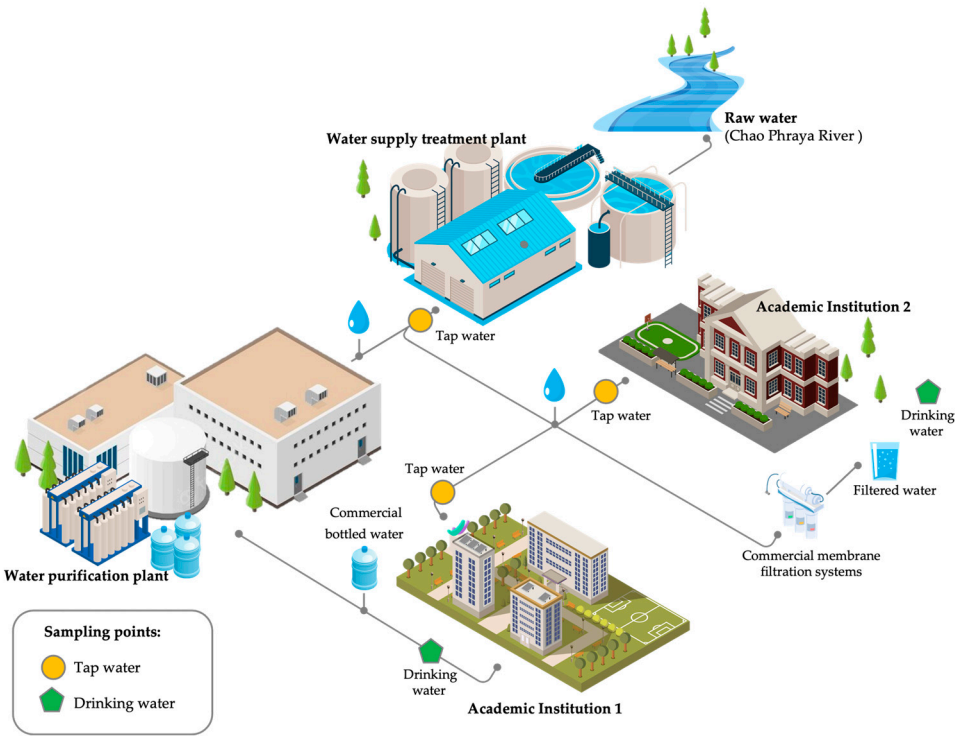 Raw water
(Chao Phraya River )
Water supply treatment plant
Academic Institution 2
Tap water
Tap water
Drinking
water
Tap water
Filtered water
Commercial
bottled water
Commercial membrane
filtration systems
Water purification plant
Sampling points:
Tap water
Drinking water
Drinking
water
Academic Institution 1